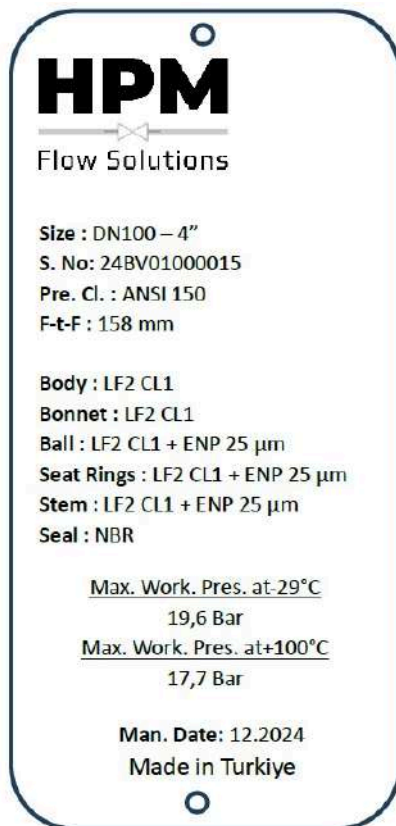 HPM
Flow Solutions
Size : DN100 – 4”
S. No: 24BV01000015
Pre. Cl. : ANSI 150
F-t-F : 158 mm
Body : LF2 CL1
Bonnet : LF2 CL1
Ball : LF2 CL1 + ENP 25 µm
Seat Rings : LF2 CL1 + ENP 25 µm
Stem : LF2 CL1 + ENP 25 µm
Seal : NBR
Max. Work. Pres. at-29°C
19,6 Bar
Max. Work. Pres. at+100°C
17,7 Bar
Man. Date: 12.2024
Made in Turkiye